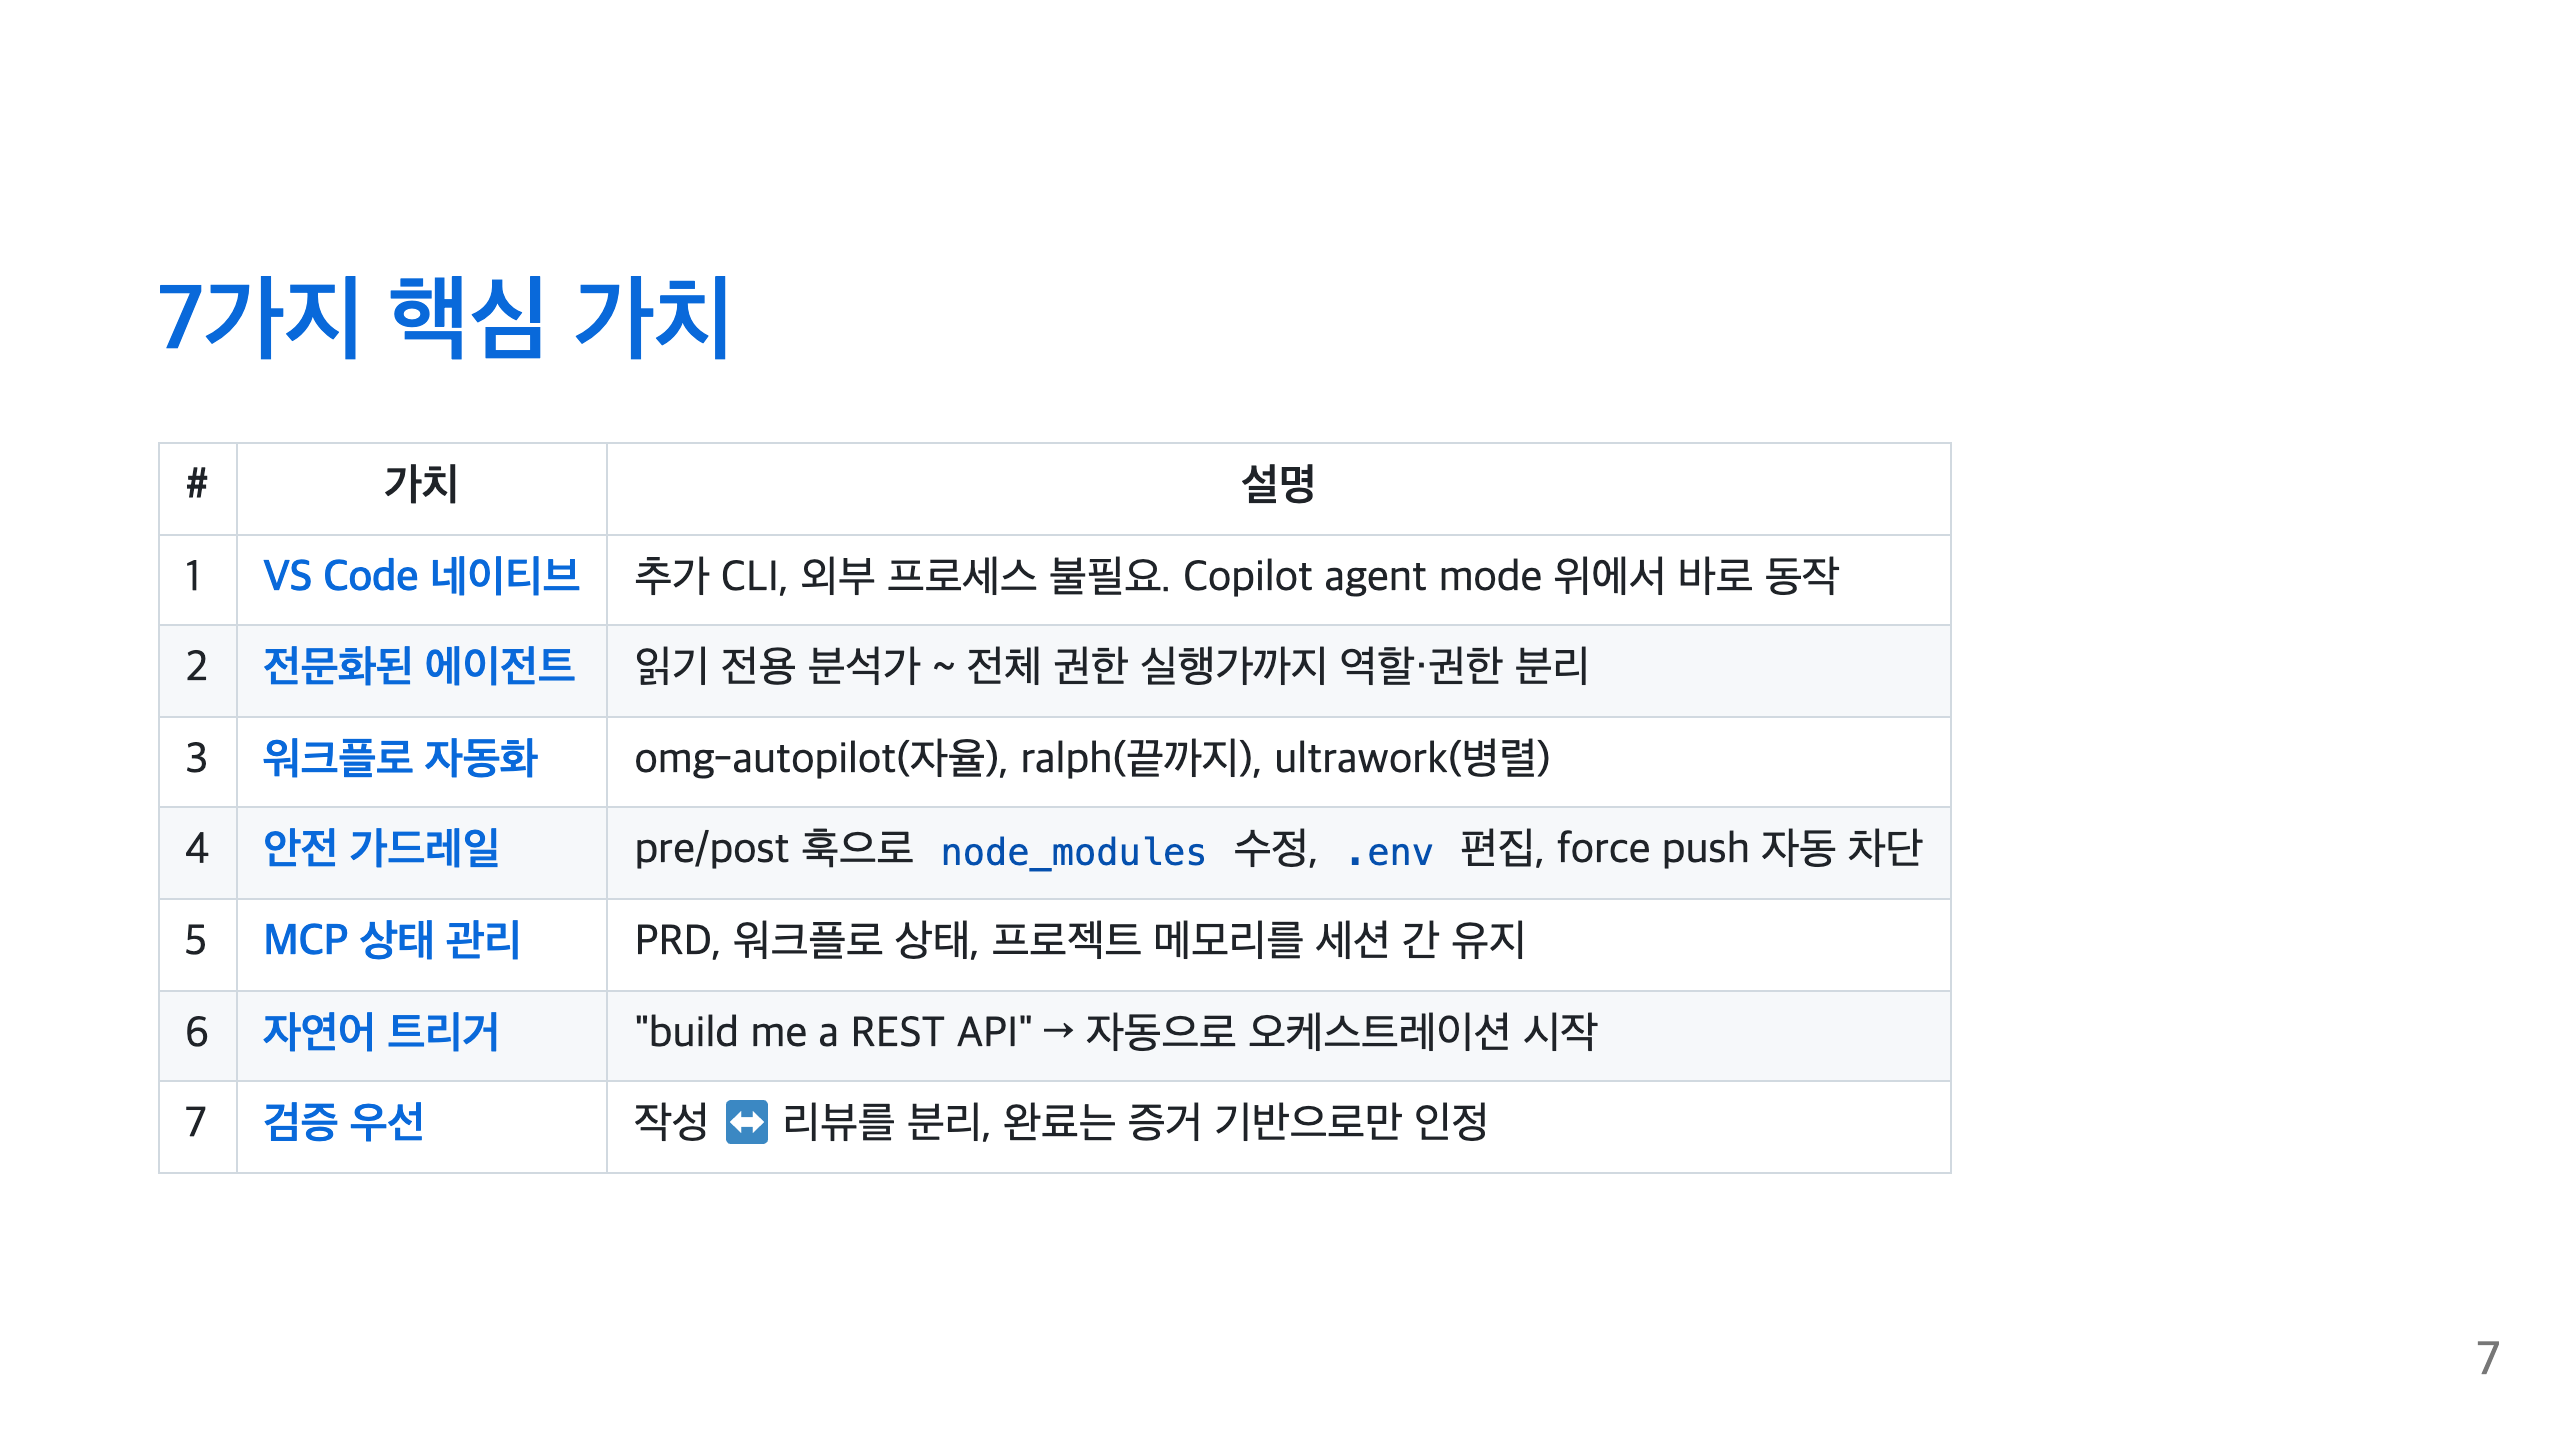 7가지 핵심 가치
# 가치 설명
1 VS Code 네이티브 추가 CLI, 외부 프로세스 불필요. Copilot agent mode 위에서 바로 동작
2 전문화된 에이전트 읽기 전용 분석가 ~ 전체 권한 실행가까지 역할·권한 분리
3 워크플로 자동화 omg-autopilot(자율), ralph(끝까지), ultrawork(병렬)
4 안전 가드레일 pre/post 훅으로 node_modules 수정, .env 편집, force push 자동 차단
5 MCP 상태 관리 PRD, 워크플로 상태, 프로젝트 메모리를 세션 간 유지
6 자연어 트리거 "build me a REST API" → 자동으로 오케스트레이션 시작
7 검증 우선 작성 ↔️ 리뷰를 분리, 완료는 증거 기반으로만 인정
7